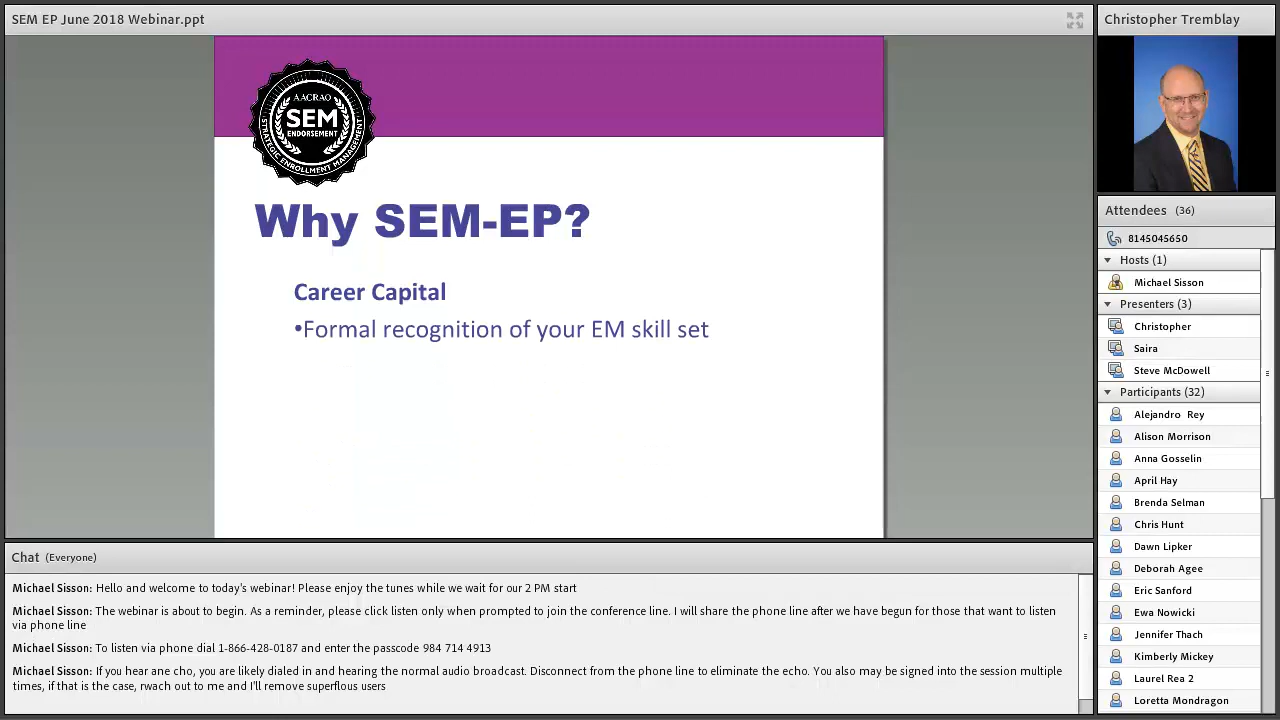 SEM EP June 2018 Webinar.ppt
AACRAO
SEM
ENDORSEMENT
STRATEGIC ENROLLMENT MANAGEMENT
Why SEM-EP?
Career Capital
•Formal recognition of your EM skill set
Chat (Everyone)
Michael Sisson: Hello and welcome to today's webinar! Please enjoy the tunes while we wait for our 2 PM start
Michael Sisson: The webinar is about to begin. As a reminder, please click listen only when prompted to join the conference line. I will share the phone line after we have begun for those that want to listen
via phone line
Michael Sisson: To listen via phone dial 1-866-428-0187 and enter the passcode 984 714 4913
Michael Sisson: If you hear ane cho, you are likely dialed in and hearing the normal audio broadcast. Disconnect from the phone line to eliminate the echo. You also may be signed into the session multiple
times, if that is the case, rwach out to me and I'll remove superflous users
Christopher Tremblay
Attendees (36)
8145045650
Hosts (1)
Michael Sisson
Presenters (3)
Christopher
Saira
Steve McDowell
Participants (32)
Alejandro Rey
Alison Morrison
Anna Gosselin
April Hay
Brenda Selman
Chris Hunt
Dawn Lipker
Deborah Agee
Eric Sanford
Ewa Nowicki
Jennifer Thach
Kimberly Mickey
Laurel Rea 2
Loretta Mondragon